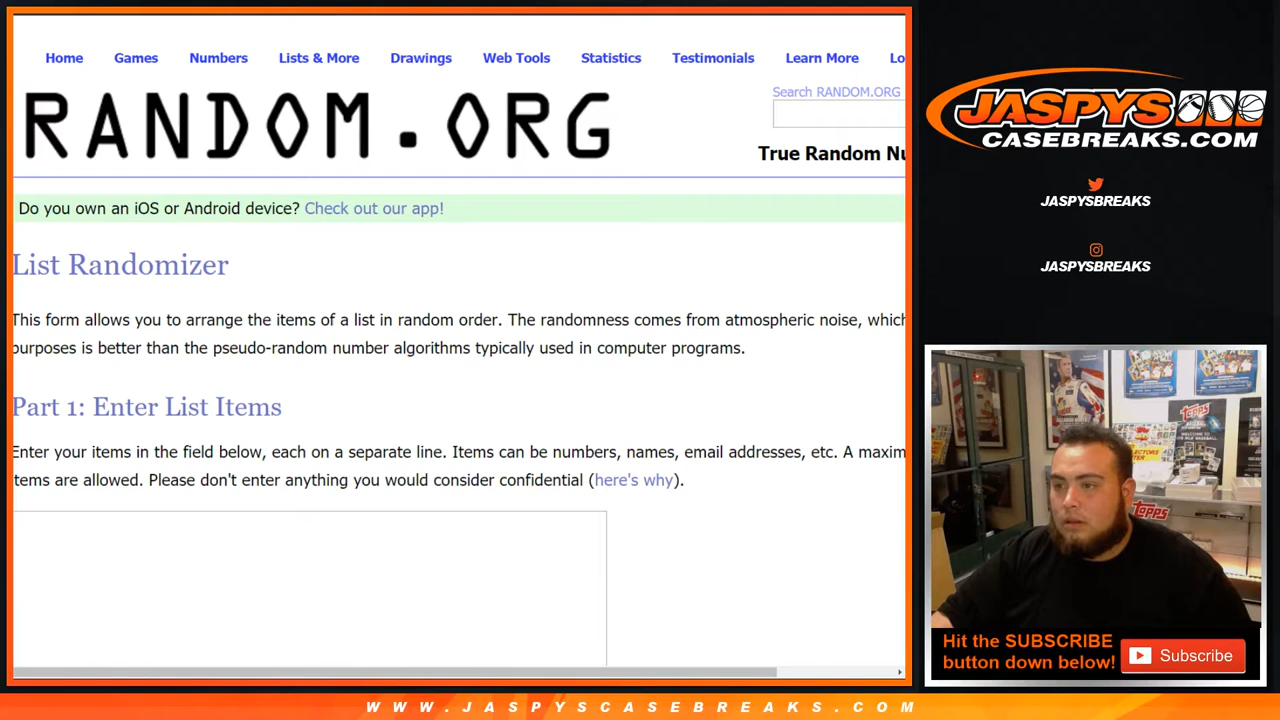 Home Games Numbers Lists & More Drawings Web Tools Statistics Testimonials Learn More Lo
RANDOM.ORG
Search RANDOM.ORG
True Random Nu
Do you own an iOS or Android device? Check out our app!
List Randomizer
This form allows you to arrange the items of a list in random order. The randomness comes from atmospheric noise, which
purposes is better than the pseudo-random number algorithms typically used in computer programs.
Part 1: Enter List Items
Enter your items in the field below, each on a separate line. Items can be numbers, names, email addresses, etc. A maxim
items are allowed. Please don't enter anything you would consider confidential (here's why).
JASPYS
CASEBREAKS.COM
JASPYSBREAKS
JASPYSBREAKS
Topps
Topps
Hit the SUBSCRIBE
button down below!
Subscribe
WWW.JASPYSCASEBREAKS.COM